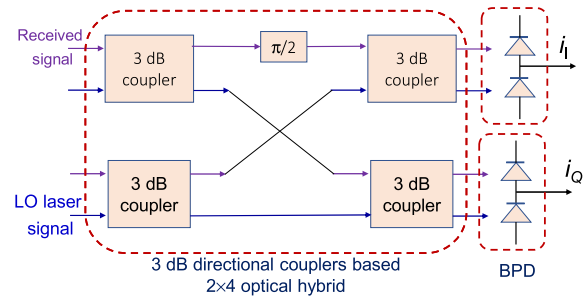 Received
signal
3 dB
coupler
π/2
3 dB
coupler
i_I
3 dB
coupler
3 dB
coupler
LO laser
signal
i_Q
3 dB directional couplers based
2×4 optical hybrid
BPD